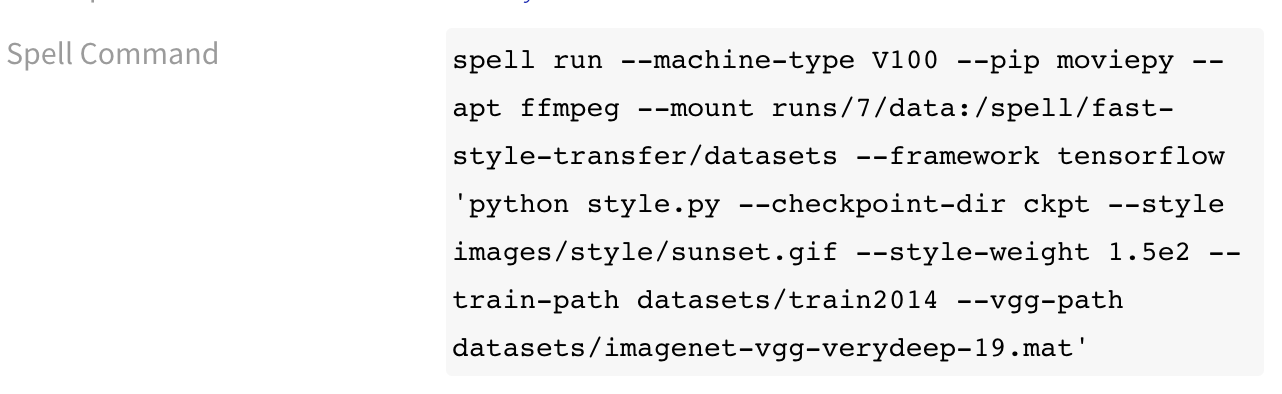 Spell Command
spell run --machine-type V100 --pip moviepy --
apt ffmpeg --mount runs/7/data:/spell/fast-
style-transfer/datasets --framework tensorflow
'python style.py --checkpoint-dir ckpt --style
images/style/sunset.gif --style-weight 1.5e2 --
train-path datasets/train2014 --vgg-path
datasets/imagenet-vgg-verydeep-19.mat'